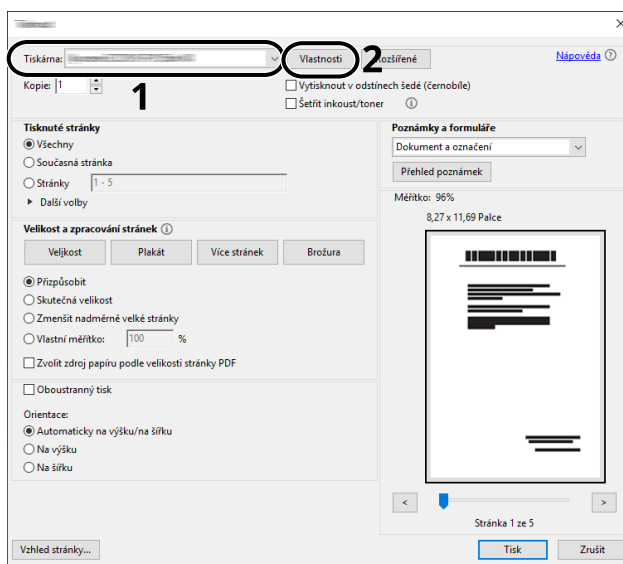 Tiskárna:
Vlastnosti
2
Nápověda
Kopie: 1
1
Vytisknout v odstínech šedé (černobíle)
Šetřit inkoust/toner
Tisknuté stránky
Všechny
Současná stránka
Stránky 1 - 5
Další volby
Velikost a zpracování stránek
Velikost Plakát Více stránek Brožura
Přizpůsobit
Skutečná velikost
Zmenšit nadměrné velké stránky
Vlastní měřítko: 100 %
Zvolit zdroj papíru podle velikosti stránky PDF
Oboustranný tisk
Orientace:
Automaticky na výšku/na šířku
Na výšku
Na šířku
Poznámky a formuláře
Dokument a označení
Přehled poznámek
Měřítko: 96%
8,27 x 11,69 Palce
< >
Stránka 1 ze 5
Vzhled stránky...
Tisk Zrušit